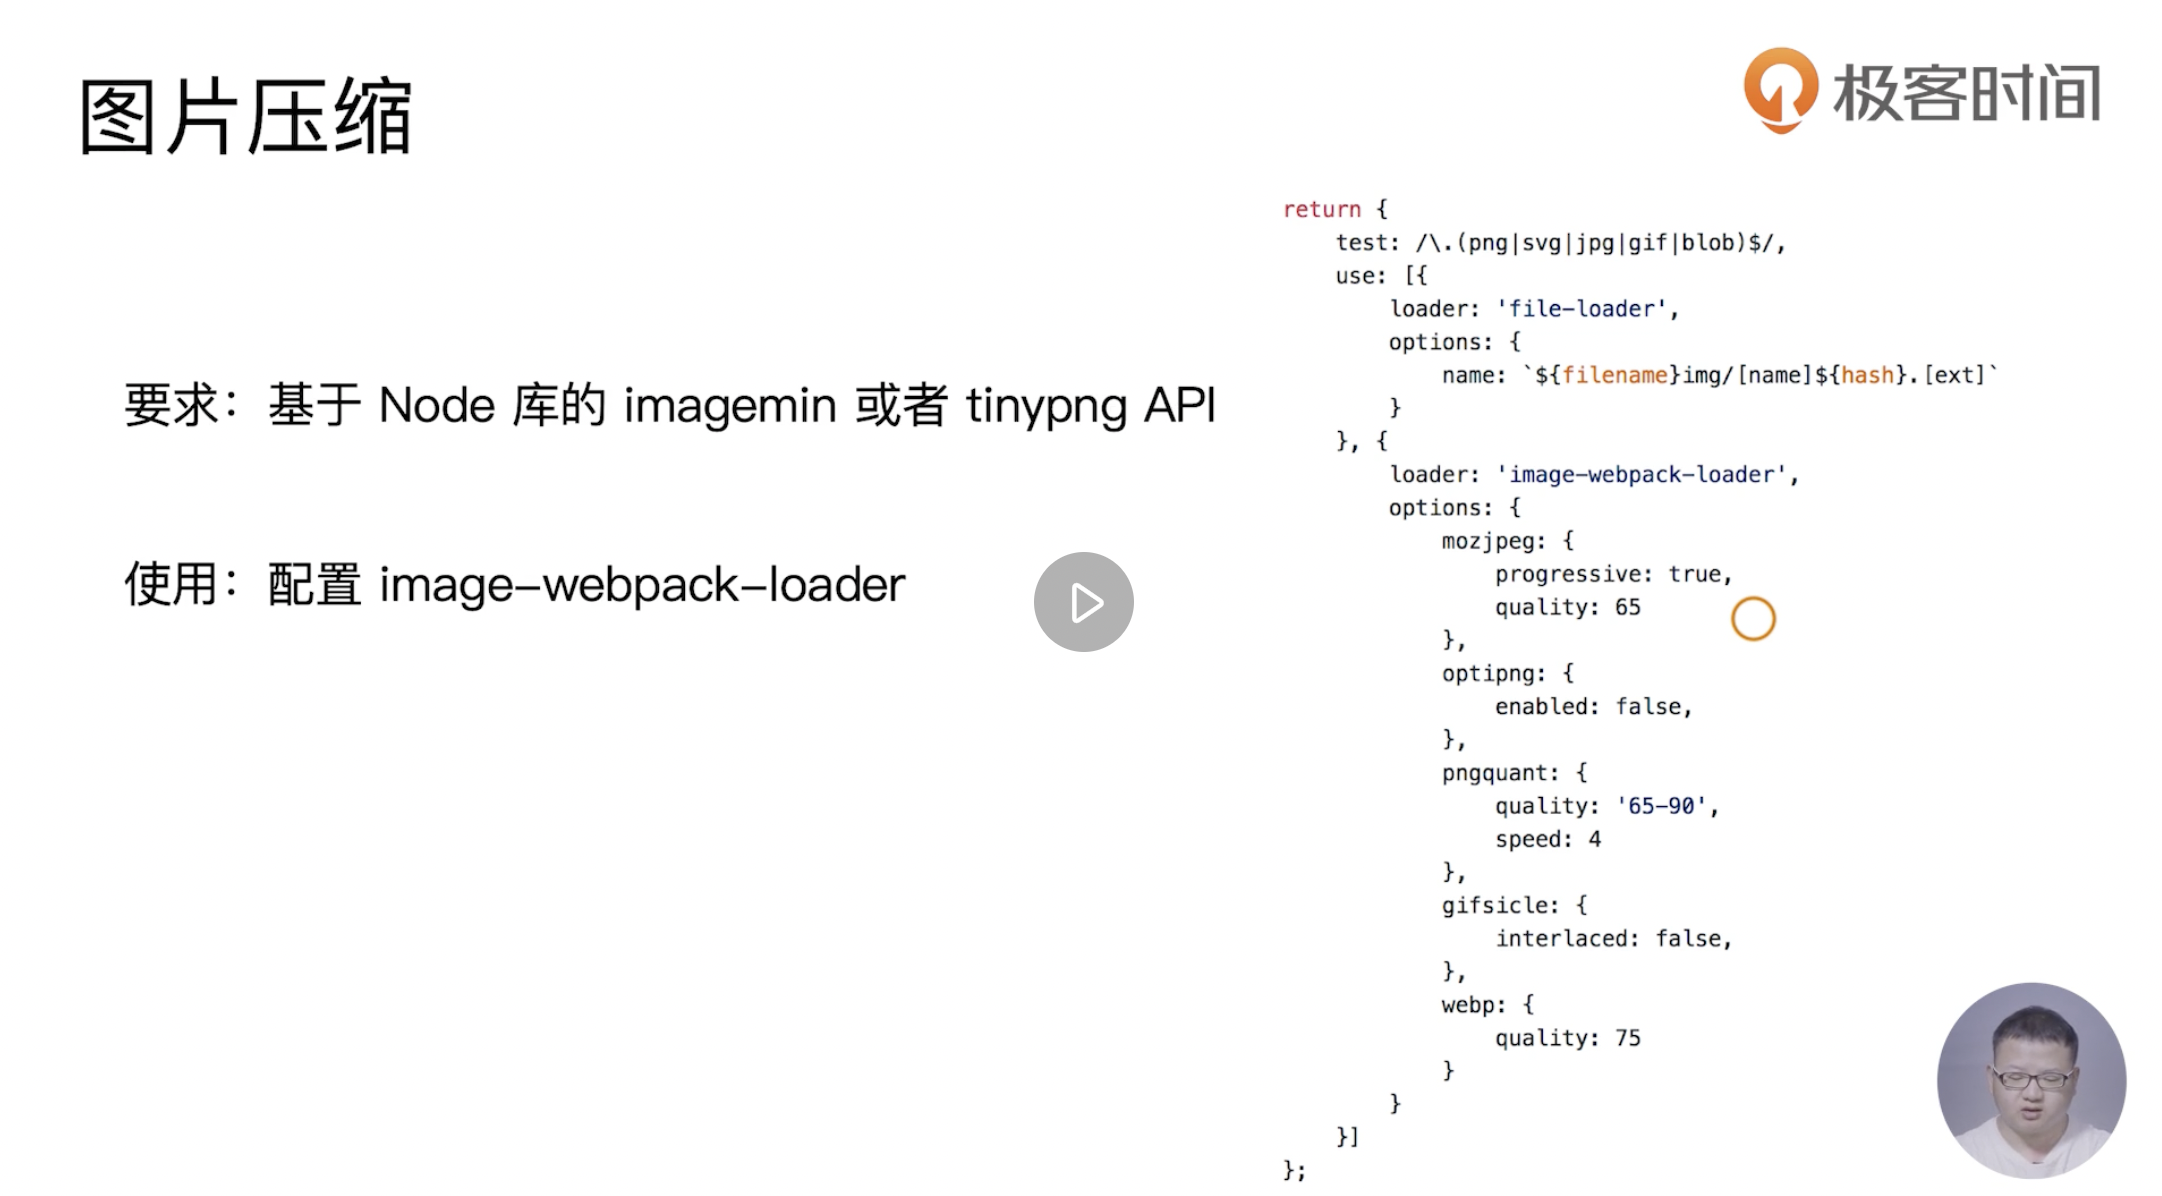 图片压缩
极客时间
要求：基于 Node 库的 imagemin 或者 tinypng API
使用：配置 image-webpack-loader
return {
    test: /\.(png|svg|jpg|gif|blob)$/,
    use: [{
        loader: 'file-loader',
        options: {
            name: `${filename}img/[name]${hash}.[ext]`
        }
    }, {
        loader: 'image-webpack-loader',
        options: {
            mozjpeg: {
                progressive: true,
                quality: 65
            },
            optipng: {
                enabled: false,
            },
            pngquant: {
                quality: '65-90',
                speed: 4
            },
            gifsicle: {
                interlaced: false,
            },
            webp: {
                quality: 75
            }
        }
    }]
};